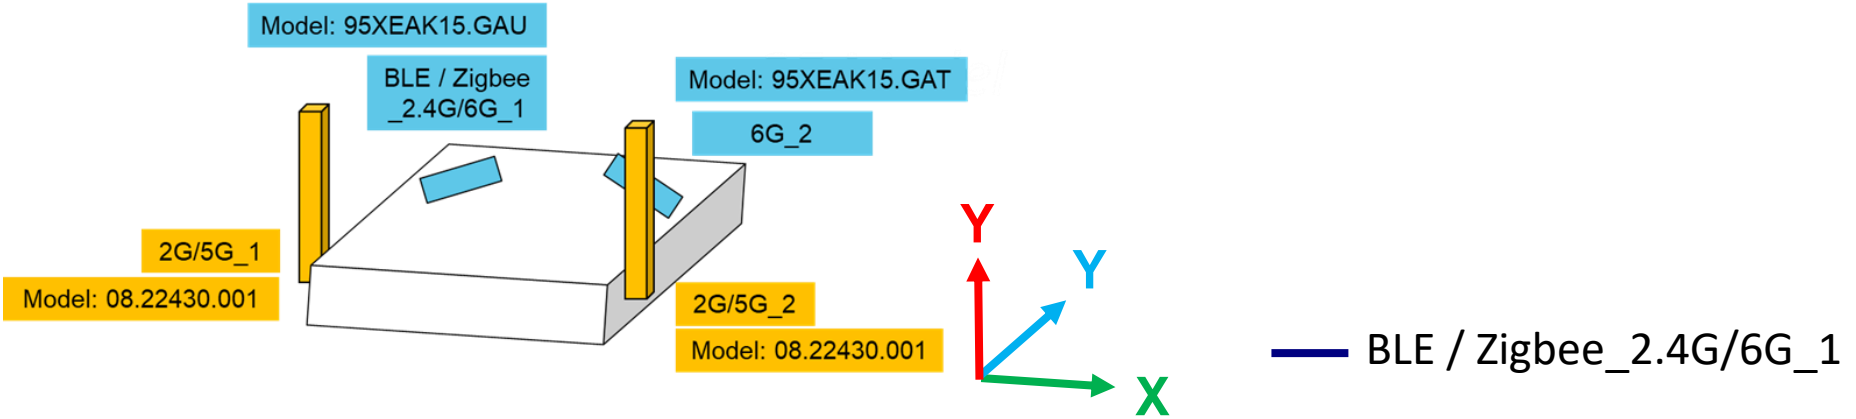 Model: 95XEAK15.GAU
BLE / Zigbee
_2.4G/6G_1
Model: 95XEAK15.GAT
6G_2
2G/5G_1
Model: 08.22430.001
2G/5G_2
Model: 08.22430.001
Y
Y
X
BLE / Zigbee_2.4G/6G_1